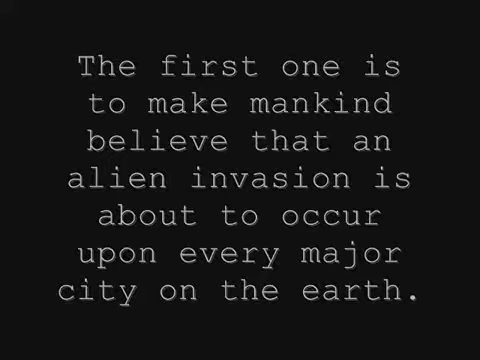 The first one is
to make mankind
believe that an
alien invasion is
about to occur
upon every major
city on the earth.